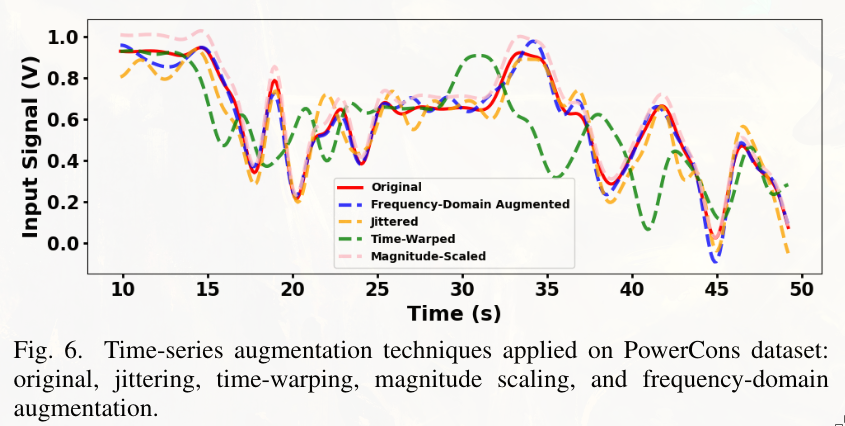 1.0
0.8
0.6
0.4
0.2
0.0
Input Signal (V)
Original
Frequency-Domain Augmented
Jittered
Time-Warped
Magnitude-Scaled
10 15 20 25 30 35 40 45 50
Time (s)
Fig. 6. Time-series augmentation techniques applied on PowerCons dataset:
original, jittering, time-warping, magnitude scaling, and frequency-domain
augmentation.